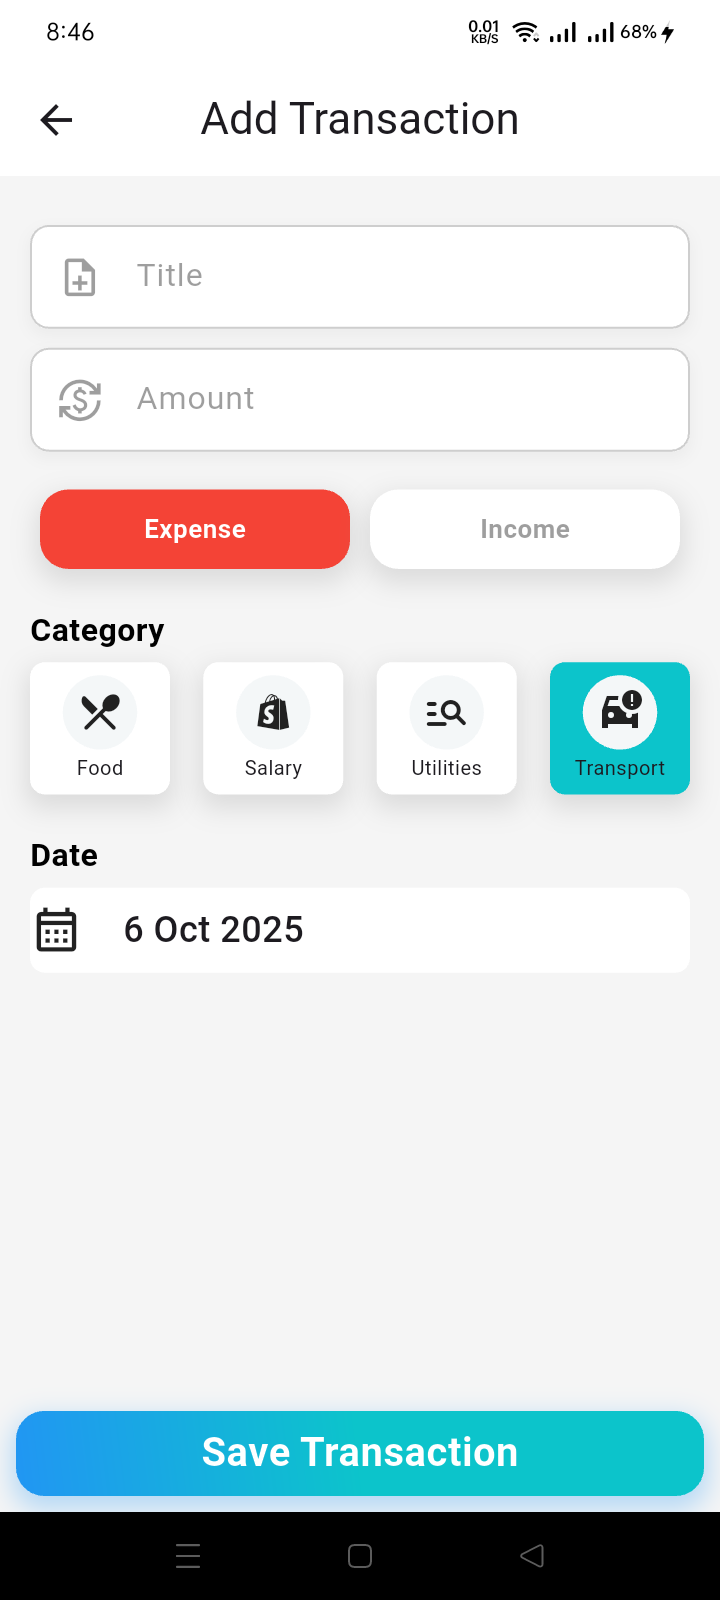 8:46
0.01
KB/S
68%
Add Transaction
Title
Amount
Expense
Income
Category
Food
Salary
Utilities
Transport
Date
6 Oct 2025
Save Transaction